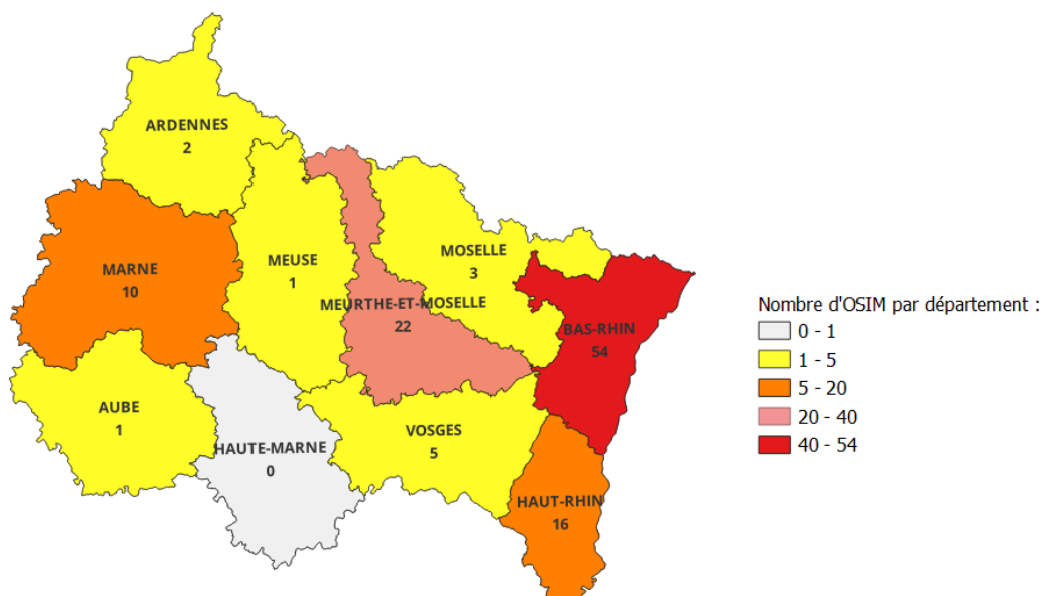 ARDENNES
2
MARNE
10
MEUSE
1
MOSELLE
3
MEURTHE-ET-MOSELLE
22
BAS-RHIN
54
AUBE
1
HAUTE-MARNE
0
VOSGES
5
HAUT-RHIN
16
Nombre d'OSIM par département :
0 - 1
1 - 5
5 - 20
20 - 40
40 - 54